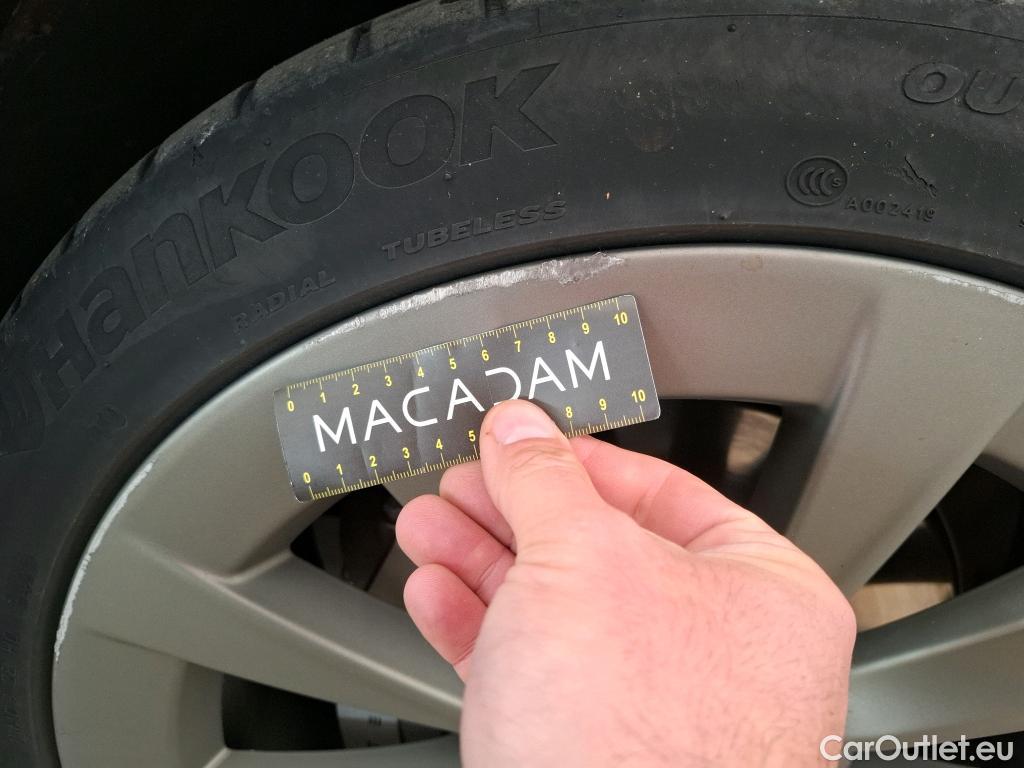 Hankook
OU
TUBELESS
RADIAL
CCC S
A002419
0 1 2 3 4 5 6 7 8 9 10
MACADAM
0 1 2 3 4 5 8 9 10
CarOutlet.eu